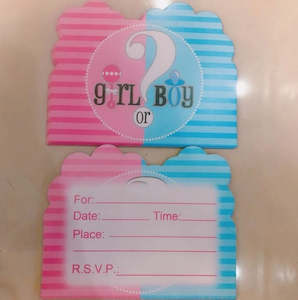 ?
girl BOY
or
For:
Date: Time:
Place:
R.S.V.P.: